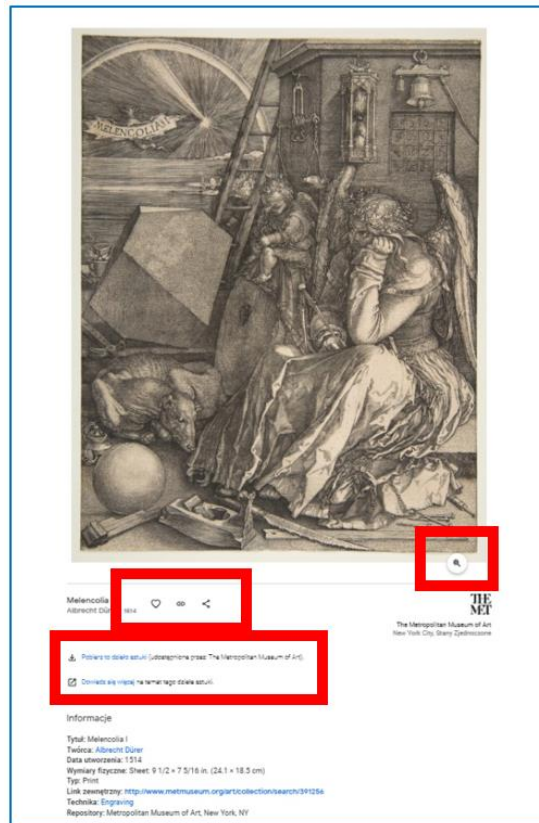 MELENCOLIA I
Melencolia
Albrecht Dürer 1514
THE
MET
The Metropolitan Museum of Art
New York City, Stany Zjednoczone
Pobierz to dzieło sztuki (udostępnione przez: The Metropolitan Museum of Art).
Dowiedz się więcej na temat tego dzieła sztuki.
Informacje
Tytuł: Melencolia I
Twórca: Albrecht Dürer
Data utworzenia: 1514
Wymiary fizyczne: Sheet: 9 1/2 × 7 5/16 in. (24.1 × 18.5 cm)
Typ: Print
Link zewnętrzny: http://www.metmuseum.org/art/collection/search/391256
Technika: Engraving
Repository: Metropolitan Museum of Art, New York, NY